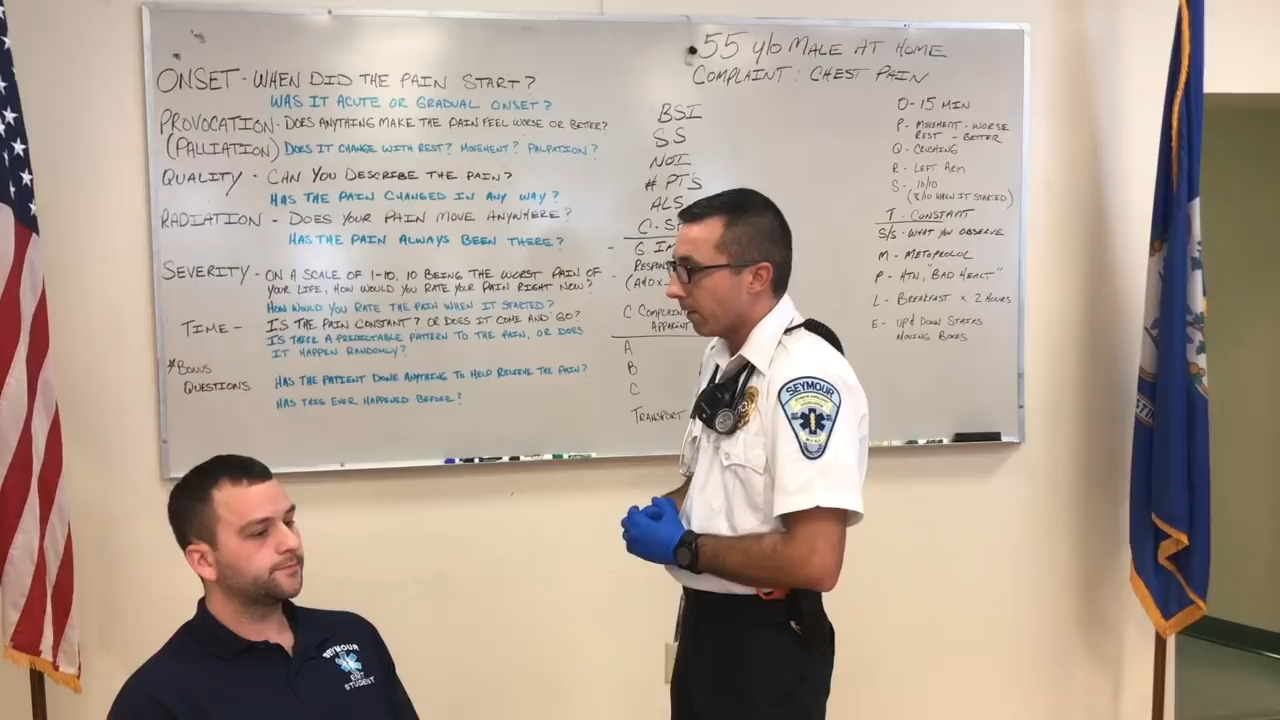 ONSET - WHEN DID THE PAIN START?
WAS IT ACUTE OR GRADUAL ONSET?
PROVOCATION - DOES ANYTHING MAKE THE PAIN FEEL WORSE OR BETTER?
(PALLIATION) DOES IT CHANGE WITH REST? MOVEMENT? PALPATION?
QUALITY - CAN YOU DESCRIBE THE PAIN?
HAS THE PAIN CHANGED IN ANY WAY?
RADIATION - DOES YOUR PAIN MOVE ANYWHERE?
HAS THE PAIN ALWAYS BEEN THERE?
SEVERITY - ON A SCALE OF 1-10, 10 BEING THE WORST PAIN OF
YOUR LIFE, HOW WOULD YOU RATE YOUR PAIN RIGHT NOW?
HOW WOULD YOU RATE THE PAIN WHEN IT STARTED?
TIME - IS THE PAIN CONSTANT? OR DOES IT COME AND GO?
IS THERE A PREDICTABLE PATTERN TO THE PAIN, OR DOES
IT HAPPEN RANDOMLY?
*BONUS
QUESTIONS
HAS THE PATIENT DONE ANYTHING TO HELP RELIEVE THE PAIN?
HAS THIS EVER HAPPENED BEFORE?
55 y/o MALE AT HOME
COMPLAINT: CHEST PAIN
BSI
SS
NOI
# PT'S
ALS
C-S
G. IM
RESPON
(A+O x
C COMPLAIN
APPAREN
A
B
C
TRANSPORT
O - 15 MIN
P - MOVEMENT - WORSE
REST - BETTER
Q - CRUSHING
R - LEFT ARM
S - 10/10
(8/10 WHEN IT STARTED)
T - CONSTANT
S/S - WHAT YOU OBSERVE
M - METOPROLOL
P - HTN, "BAD HEALT"
L - BREAKFAST x 2 HOURS
E - UP & DOWN STAIRS
MOVING BOXES
SEYMOUR
SEYMOUR
EMT
STUDENT